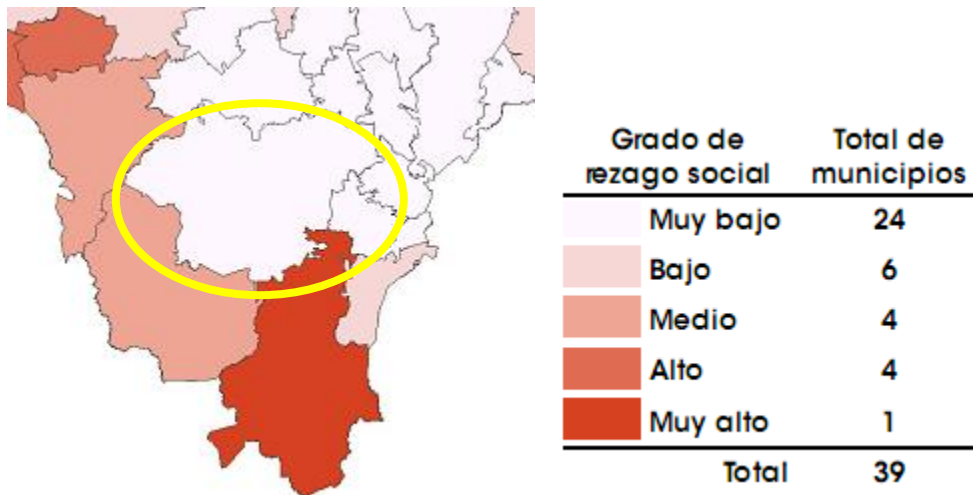 Grado de rezago social Total de municipios
Muy bajo 24
Bajo 6
Medio 4
Alto 4
Muy alto 1
Total 39